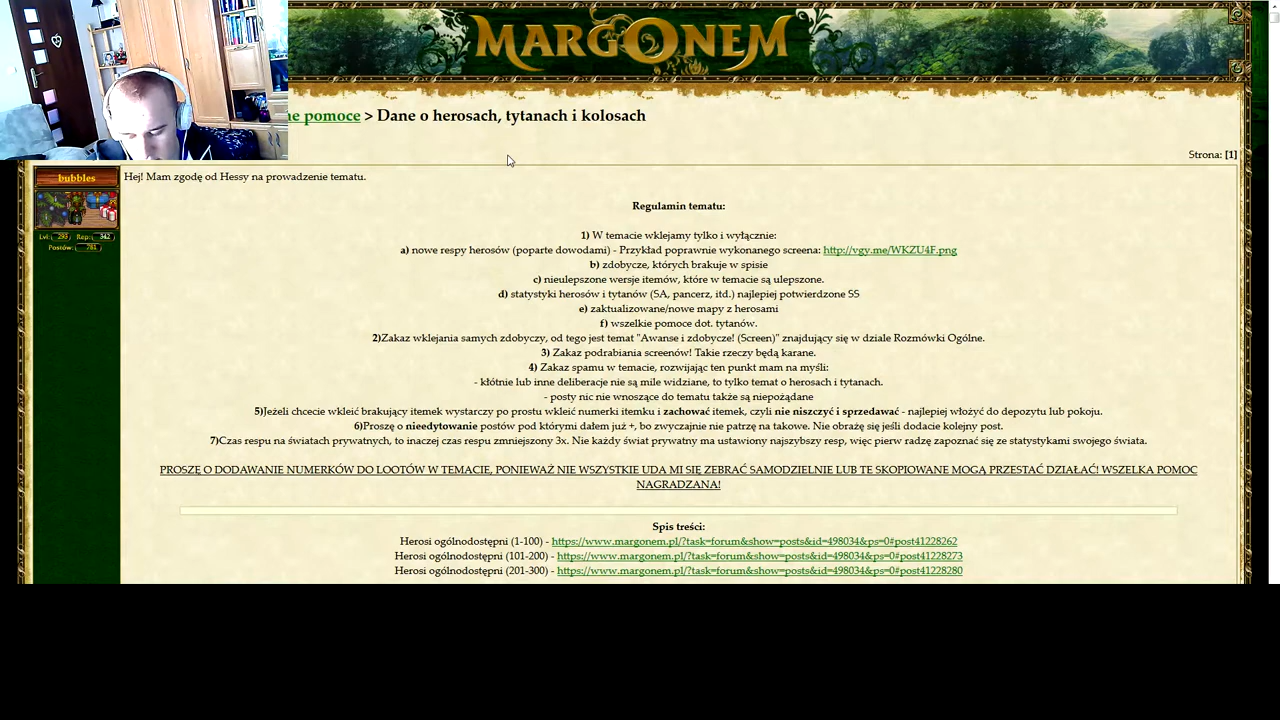 MARGONEM
ne pomoce > Dane o herosach, tytanach i kolosach
Strona: [1]
bubbles
Lvl: 293 Rep: 342
Postów: 781
Hej! Mam zgodę od Hessy na prowadzenie tematu.
Regulamin tematu:
1) W temacie wklejamy tylko i wyłącznie:
a) nowe respy herosów (poparte dowodami) - Przykład poprawnie wykonanego screena: http://vgy.me/WKZU4F.png
b) zdobycze, których brakuje w spisie
c) nieulepszone wersje itemów, które w temacie są ulepszone.
d) statystyki herosów i tytanów (SA, pancerz, itd.) najlepiej potwierdzone SS
e) zaktualizowane/nowe mapy z herosami
f) wszelkie pomoce dot. tytanów.
2)Zakaz wklejania samych zdobyczy, od tego jest temat "Awanse i zdobycze! (Screen)" znajdujący się w dziale Rozmówki Ogólne.
3) Zakaz podrabiania screenów! Takie rzeczy będą karane.
4) Zakaz spamu w temacie, rozwijając ten punkt mam na myśli:
- kłótnie lub inne deliberacje nie są mile widziane, to tylko temat o herosach i tytanach.
- posty nic nie wnoszące do tematu także są niepożądane
5)Jeżeli chcecie wkleić brakujący itemek wystarczy po prostu wkleić numerki itemku i zachować itemek, czyli nie niszczyć i sprzedawać - najlepiej włożyć do depozytu lub pokoju.
6)Proszę o nieedytowanie postów pod którymi dałem już +, bo zwyczajnie nie patrzę na takowe. Nie obrażę się jeśli dodacie kolejny post.
7)Czas respu na światach prywatnych, to inaczej czas respu zmniejszony 3x. Nie każdy świat prywatny ma ustawiony najszybszy resp, więc pierw radzę zapoznać się ze statystykami swojego świata.
PROSZĘ O DODAWANIE NUMERKÓW DO LOOTÓW W TEMACIE, PONIEWAŻ NIE WSZYSTKIE UDA MI SIĘ ZEBRAĆ SAMODZIELNIE LUB TE SKOPIOWANE MOGĄ PRZESTAĆ DZIAŁAĆ! WSZELKA POMOC
NAGRADZANA!
Spis treści:
Herosi ogólnodostępni (1-100) - https://www.margonem.pl/?task=forum&show=posts&id=498034&ps=0#post41228262
Herosi ogólnodostępni (101-200) - https://www.margonem.pl/?task=forum&show=posts&id=498034&ps=0#post41228273
Herosi ogólnodostępni (201-300) - https://www.margonem.pl/?task=forum&show=posts&id=498034&ps=0#post41228280